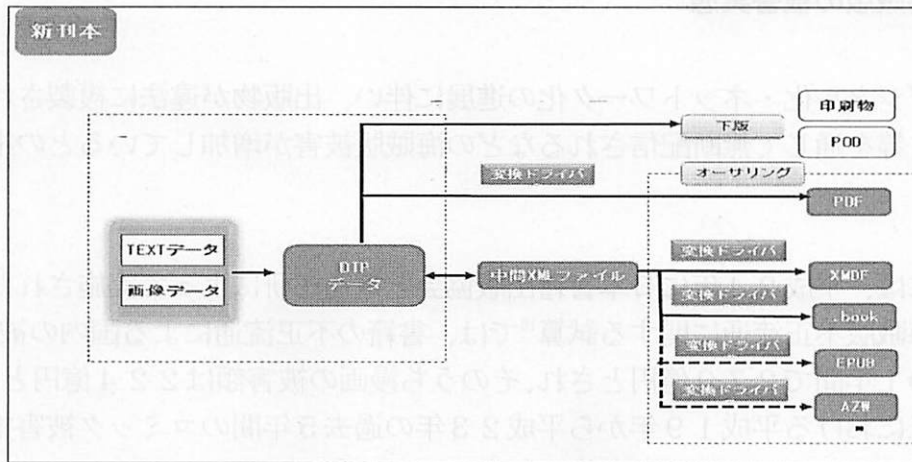 新刊本
下版
印刷物
POD
変換ドライバ
オーサリング
PDF
TEXTデータ
画像データ
DTP
データ
中間XMLファイル
変換ドライバ
XMDF
変換ドライバ
.book
変換ドライバ
EPUB
変換ドライバ
AZW